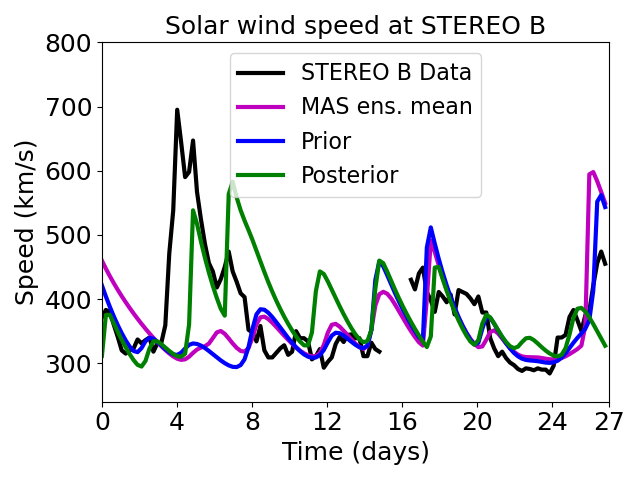 Solar wind speed at STEREO B
800
700
600
500
400
300
Speed (km/s)
STEREO B Data
MAS ens. mean
Prior
Posterior
0 4 8 12 16 20 24 27
Time (days)